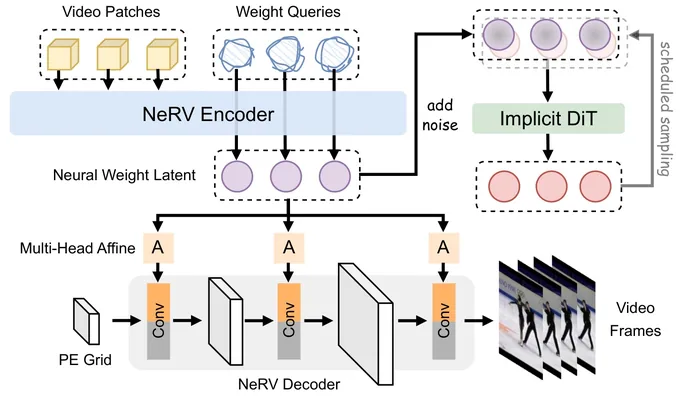 Video Patches
Weight Queries
NeRV Encoder
add
noise
Implicit DiT
scheduled sampling
Neural Weight Latent
Multi-Head Affine
A
A
A
Conv
Conv
Conv
PE Grid
NeRV Decoder
Video
Frames